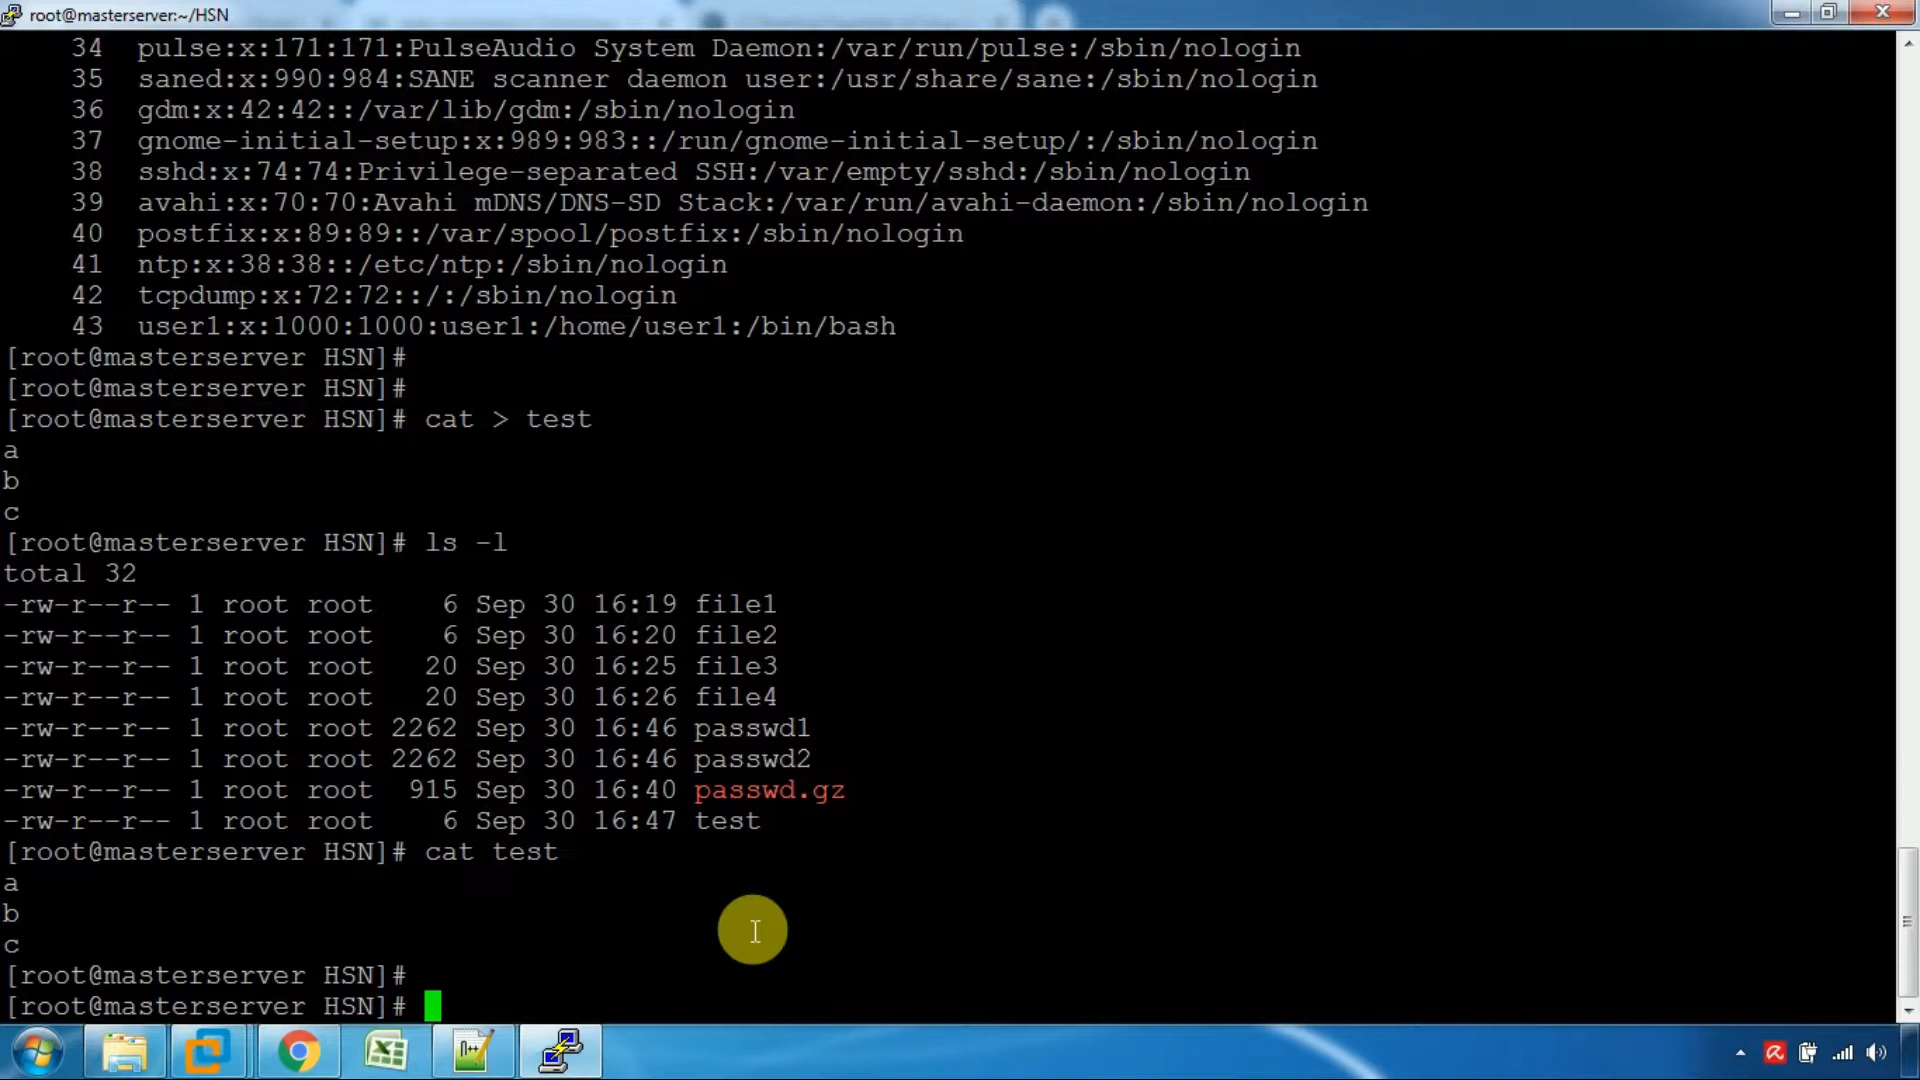 root@masterserver:~/HSN
34 pulse:x:171:171:PulseAudio System Daemon:/var/run/pulse:/sbin/nologin
35 saned:x:990:984:SANE scanner daemon user:/usr/share/sane:/sbin/nologin
36 gdm:x:42:42::/var/lib/gdm:/sbin/nologin
37 gnome-initial-setup:x:989:983::/run/gnome-initial-setup/:/sbin/nologin
38 sshd:x:74:74:Privilege-separated SSH:/var/empty/sshd:/sbin/nologin
39 avahi:x:70:70:Avahi mDNS/DNS-SD Stack:/var/run/avahi-daemon:/sbin/nologin
40 postfix:x:89:89::/var/spool/postfix:/sbin/nologin
41 ntp:x:38:38::/etc/ntp:/sbin/nologin
42 tcpdump:x:72:72::/:/sbin/nologin
43 user1:x:1000:1000:user1:/home/user1:/bin/bash
[root@masterserver HSN]#
[root@masterserver HSN]#
[root@masterserver HSN]# cat > test
a
b
c
[root@masterserver HSN]# ls -l
total 32
-rw-r--r-- 1 root root    6 Sep 30 16:19 file1
-rw-r--r-- 1 root root    6 Sep 30 16:20 file2
-rw-r--r-- 1 root root   20 Sep 30 16:25 file3
-rw-r--r-- 1 root root   20 Sep 30 16:26 file4
-rw-r--r-- 1 root root 2262 Sep 30 16:46 passwd1
-rw-r--r-- 1 root root 2262 Sep 30 16:46 passwd2
-rw-r--r-- 1 root root  915 Sep 30 16:40 passwd.gz
-rw-r--r-- 1 root root    6 Sep 30 16:47 test
[root@masterserver HSN]# cat test
a
b
c
[root@masterserver HSN]#
[root@masterserver HSN]#